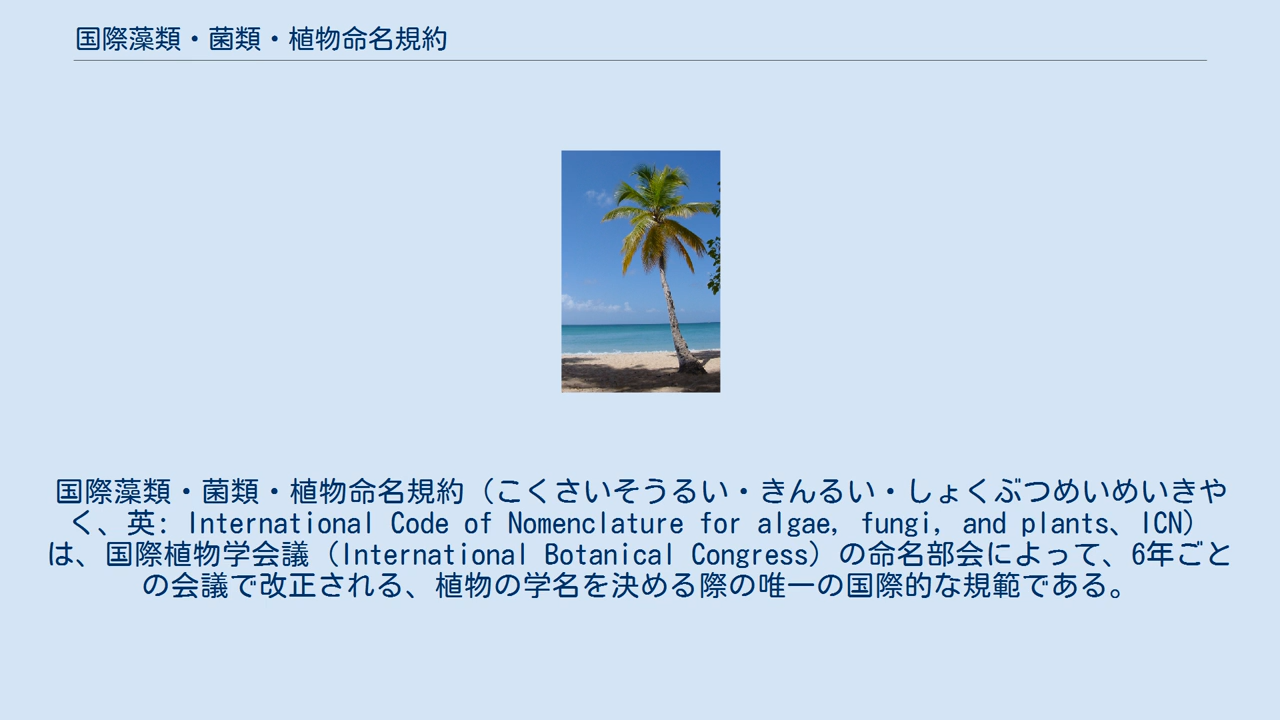 国際藻類・菌類・植物命名規約
国際藻類・菌類・植物命名規約（こくさいそうるい・きんるい・しょくぶつめいめいきや
く、英: International Code of Nomenclature for algae, fungi, and plants、ICN）
は、国際植物学会議（International Botanical Congress）の命名部会によって、6年ごと
の会議で改正される、植物の学名を決める際の唯一の国際的な規範である。